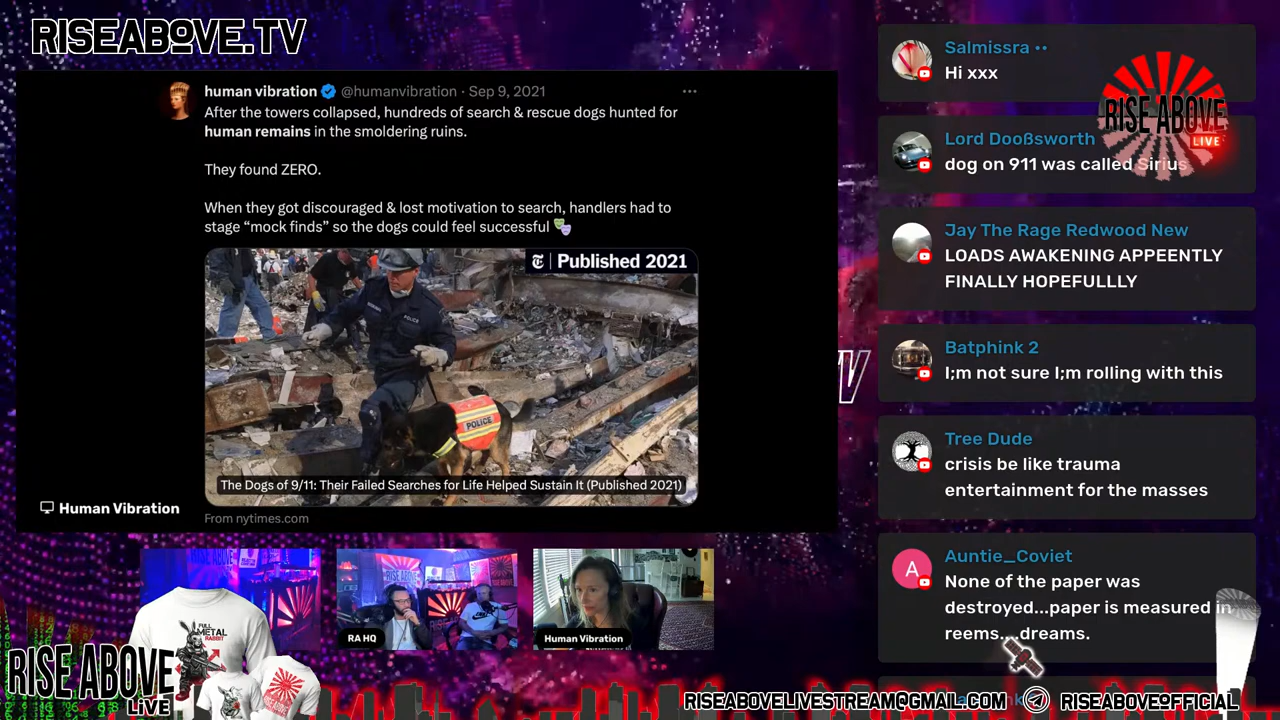 RISEABOVE.TV
human vibration @humanvibration · Sep 9, 2021
After the towers collapsed, hundreds of search & rescue dogs hunted for
human remains in the smoldering ruins.
They found ZERO.
When they got discouraged & lost motivation to search, handlers had to
stage “mock finds” so the dogs could feel successful 🎭
T | Published 2021
POLICE
POLICE
The Dogs of 9/11: Their Failed Searches for Life Helped Sustain It (Published 2021)
From nytimes.com
Human Vibration
TV
RISE ABOVE
RA HQ
Human Vibration
FULL
METAL
RABBIT
RISE ABOVE
LIVE
Salmissra ••
Hi xxx
RISE ABOVE
LIVE
Lord Dooßsworth
dog on 911 was called Sirius
Jay The Rage Redwood New
LOADS AWAKENING APPEENTLY
FINALLY HOPEFULLLY
Batphink 2
I;m not sure I;m rolling with this
Tree Dude
crisis be like trauma
entertainment for the masses
A
Auntie_Coviet
None of the paper was
destroyed...paper is measured in
reems....dreams.
RISEABOVELIVESTREAM@GMAIL.COM
RISEABOVEOFFICIAL